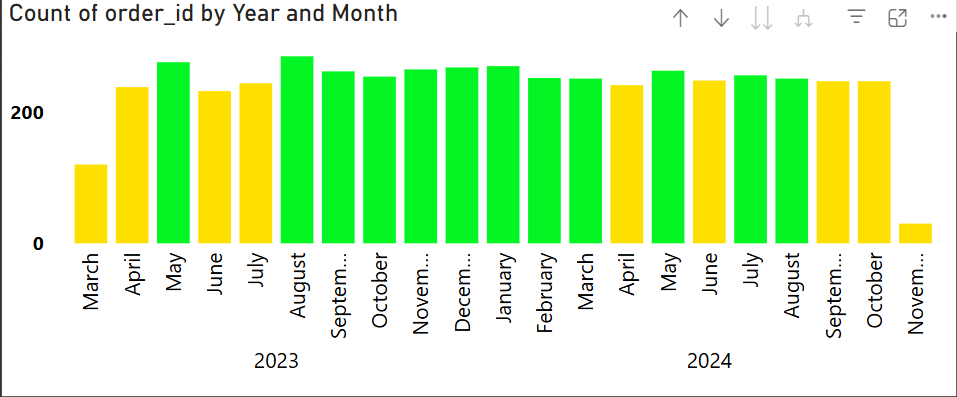 Count of order_id by Year and Month
200
0
March
April
May
June
July
August
Septem...
October
Novem...
Decem...
January
February
March
April
May
June
July
August
Septem...
October
Novem...
2023
2024